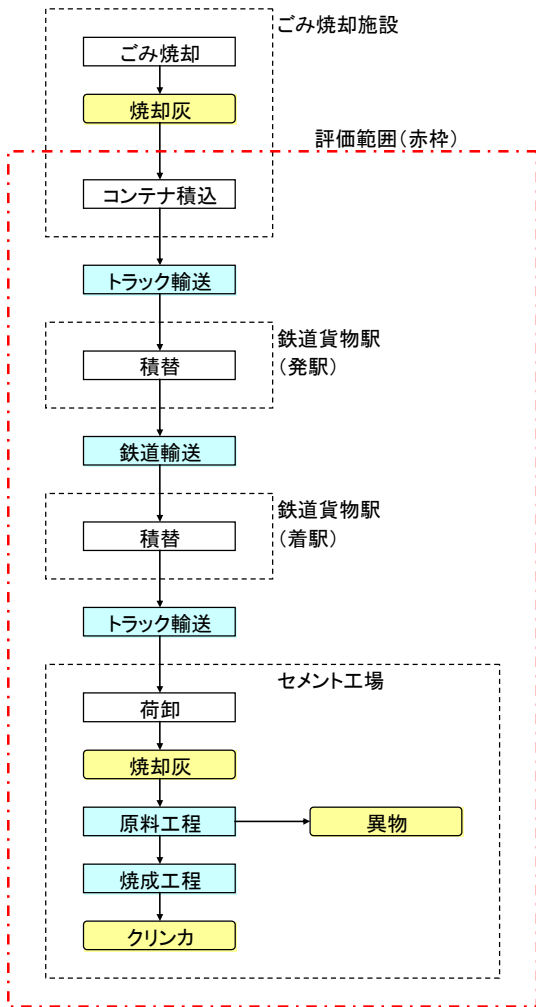 ごみ焼却施設
ごみ焼却
焼却灰
評価範囲（赤枠）
コンテナ積込
トラック輸送
鉄道貨物駅
（発駅）
積替
鉄道輸送
鉄道貨物駅
（着駅）
積替
トラック輸送
セメント工場
荷卸
焼却灰
原料工程
異物
焼成工程
クリンカ